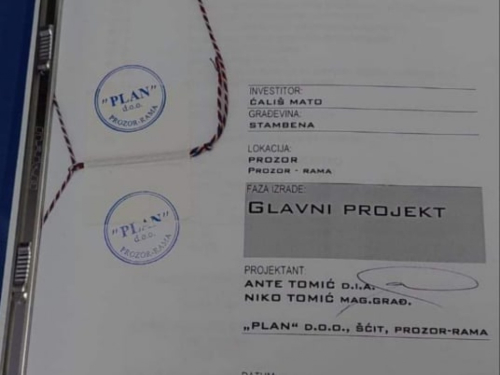 "PLAN"
d.o.o.
PROZOR-RAMA
"PLAN"
d.o.o.
PROZOR-RAMA
INVESTITOR:
ĆALIŠ MATO
GRAĐEVINA:
STAMBENA
LOKACIJA:
PROZOR
PROZOR - RAMA
FAZA IZRADE:
GLAVNI PROJEKT
PROJEKTANT:
ANTE TOMIĆ D.I.A.
NIKO TOMIĆ MAG.GRAĐ.
„PLAN“ D.O.O., ŠĆIT, PROZOR-RAMA